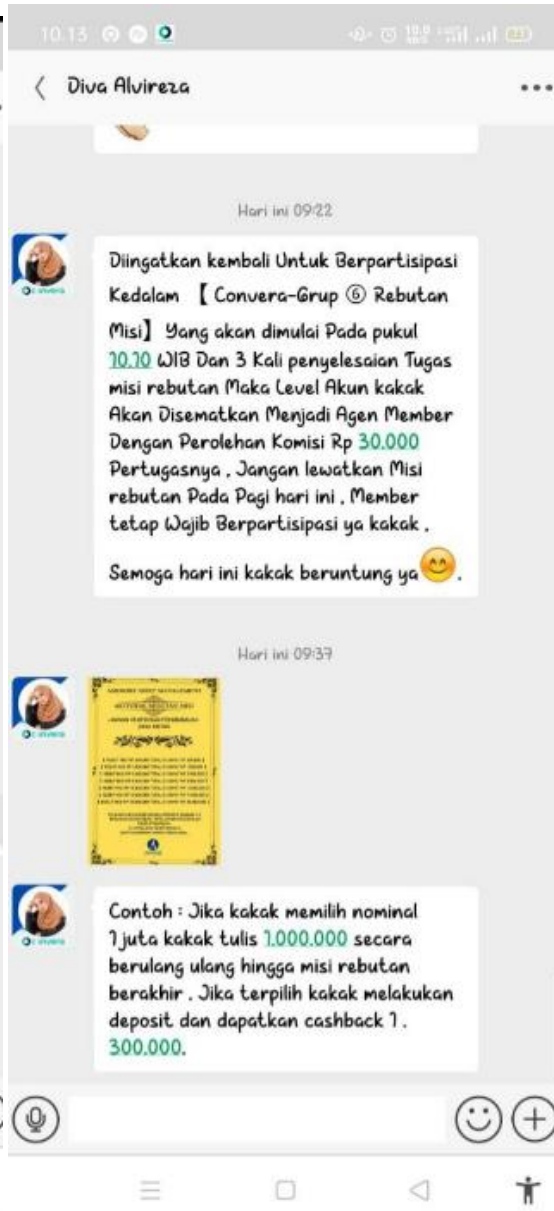 10.13
Diva Alvireza
Hari ini 09:22
Diingatkan kembali Untuk Berpartisipasi
Kedalam 【Convera-Grup ⑥ Rebutan
Misi】 Yang akan dimulai Pada pukul
10.10 WIB Dan 3 Kali penyelesaian Tugas
misi rebutan Maka Level Akun kakak
Akan Disematkan Menjadi Agen Member
Dengan Perolehan Komisi Rp 30.000
Pertugasnya . Jangan lewatkan Misi
rebutan Pada Pagi hari ini . Member
tetap Wajib Berpartisipasi ya kakak .
Semoga hari ini kakak beruntung ya😊.
Hari ini 09:37
Contoh : Jika kakak memilih nominal
1 juta kakak tulis 1.000.000 secara
berulang ulang hingga misi rebutan
berakhir . Jika terpilih kakak melakukan
deposit dan dapatkan cashback 1 .
300.000.